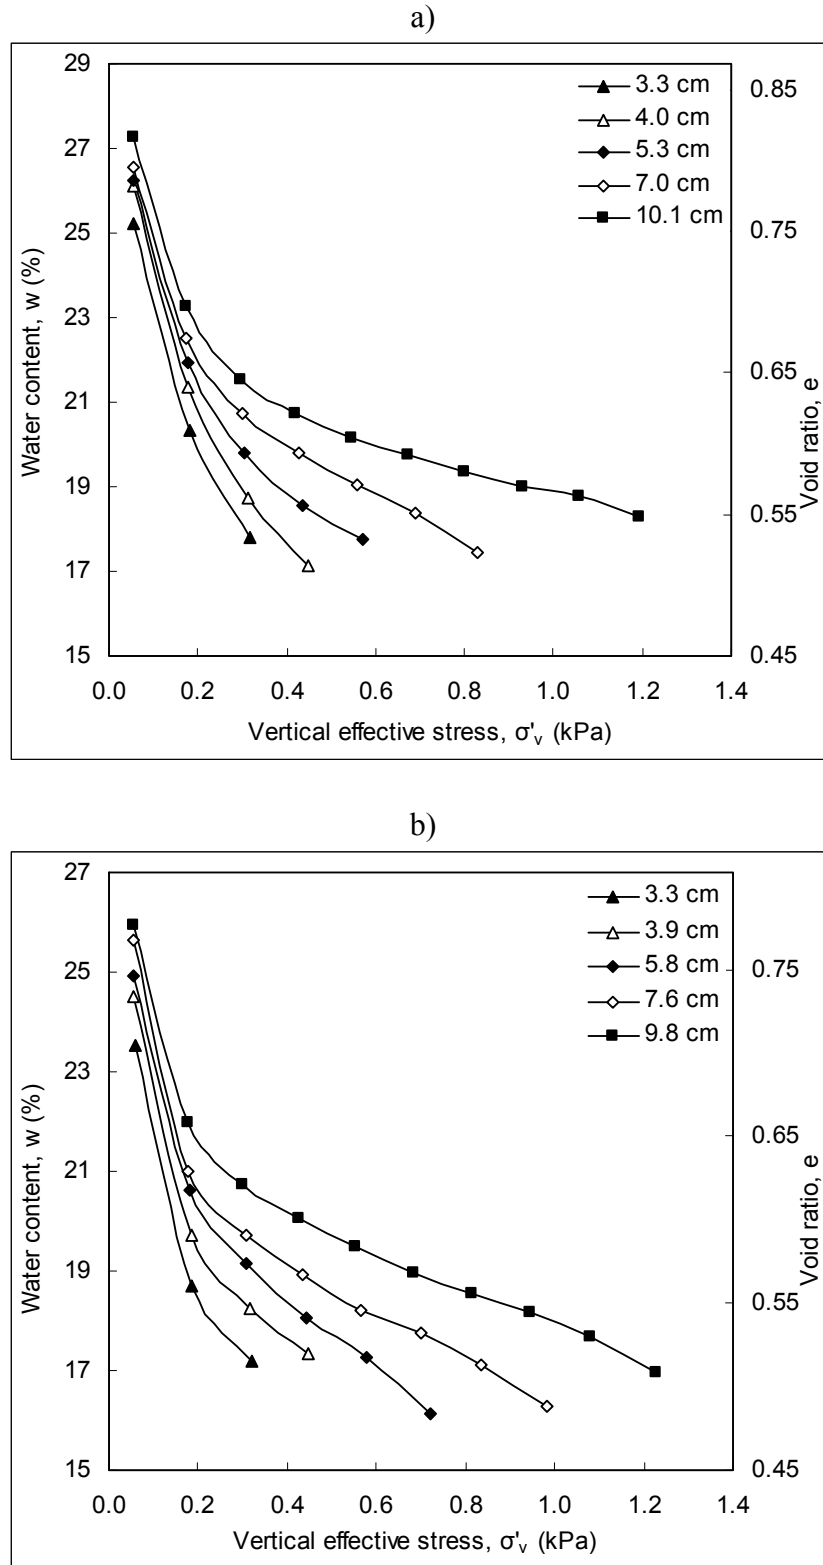 a)
29
27
25
23
21
19
17
15
Water content, w (%)
3.3 cm
4.0 cm
5.3 cm
7.0 cm
10.1 cm
0.85
0.75
0.65
0.55
0.45
Void ratio, e
0.0 0.2 0.4 0.6 0.8 1.0 1.2 1.4
Vertical effective stress, σ'v (kPa)
b)
27
25
23
21
19
17
15
Water content, w (%)
3.3 cm
3.9 cm
5.8 cm
7.6 cm
9.8 cm
0.75
0.65
0.55
0.45
Void ratio, e
0.0 0.2 0.4 0.6 0.8 1.0 1.2 1.4
Vertical effective stress, σ'v (kPa)